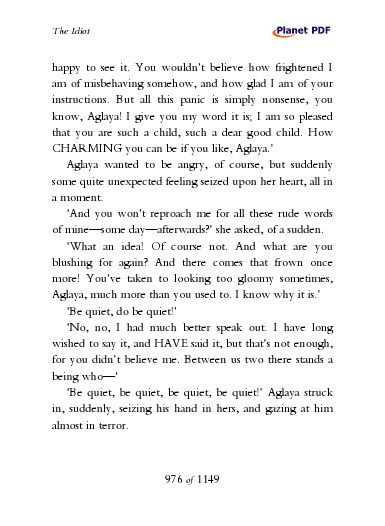 The Idiot
Planet PDF
happy to see it. You wouldn't believe how frightened I
am of misbehaving somehow, and how glad I am of your
instructions. But all this panic is simply nonsense, you
know, Aglaya! I give you my word it is; I am so pleased
that you are such a child, such a dear good child. How
CHARMING you can be if you like, Aglaya.'
Aglaya wanted to be angry, of course, but suddenly
some quite unexpected feeling seized upon her heart, all in
a moment.
'And you won't reproach me for all these rude words
of mine—some day—afterwards?' she asked, of a sudden.
'What an idea! Of course not. And what are you
blushing for again? And there comes that frown once
more! You've taken to looking too gloomy sometimes,
Aglaya, much more than you used to. I know why it is.'
'Be quiet, do be quiet!'
'No, no, I had much better speak out. I have long
wished to say it, and HAVE said it, but that's not enough,
for you didn't believe me. Between us two there stands a
being who—'
'Be quiet, be quiet, be quiet, be quiet!' Aglaya struck
in, suddenly, seizing his hand in hers, and gazing at him
almost in terror.
976 of 1149